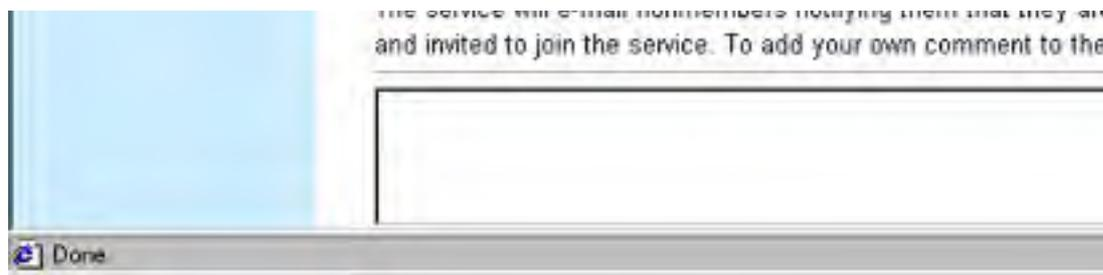 The service will e-mail nonmembers notifying them that they are
and invited to join the service. To add your own comment to the
Done